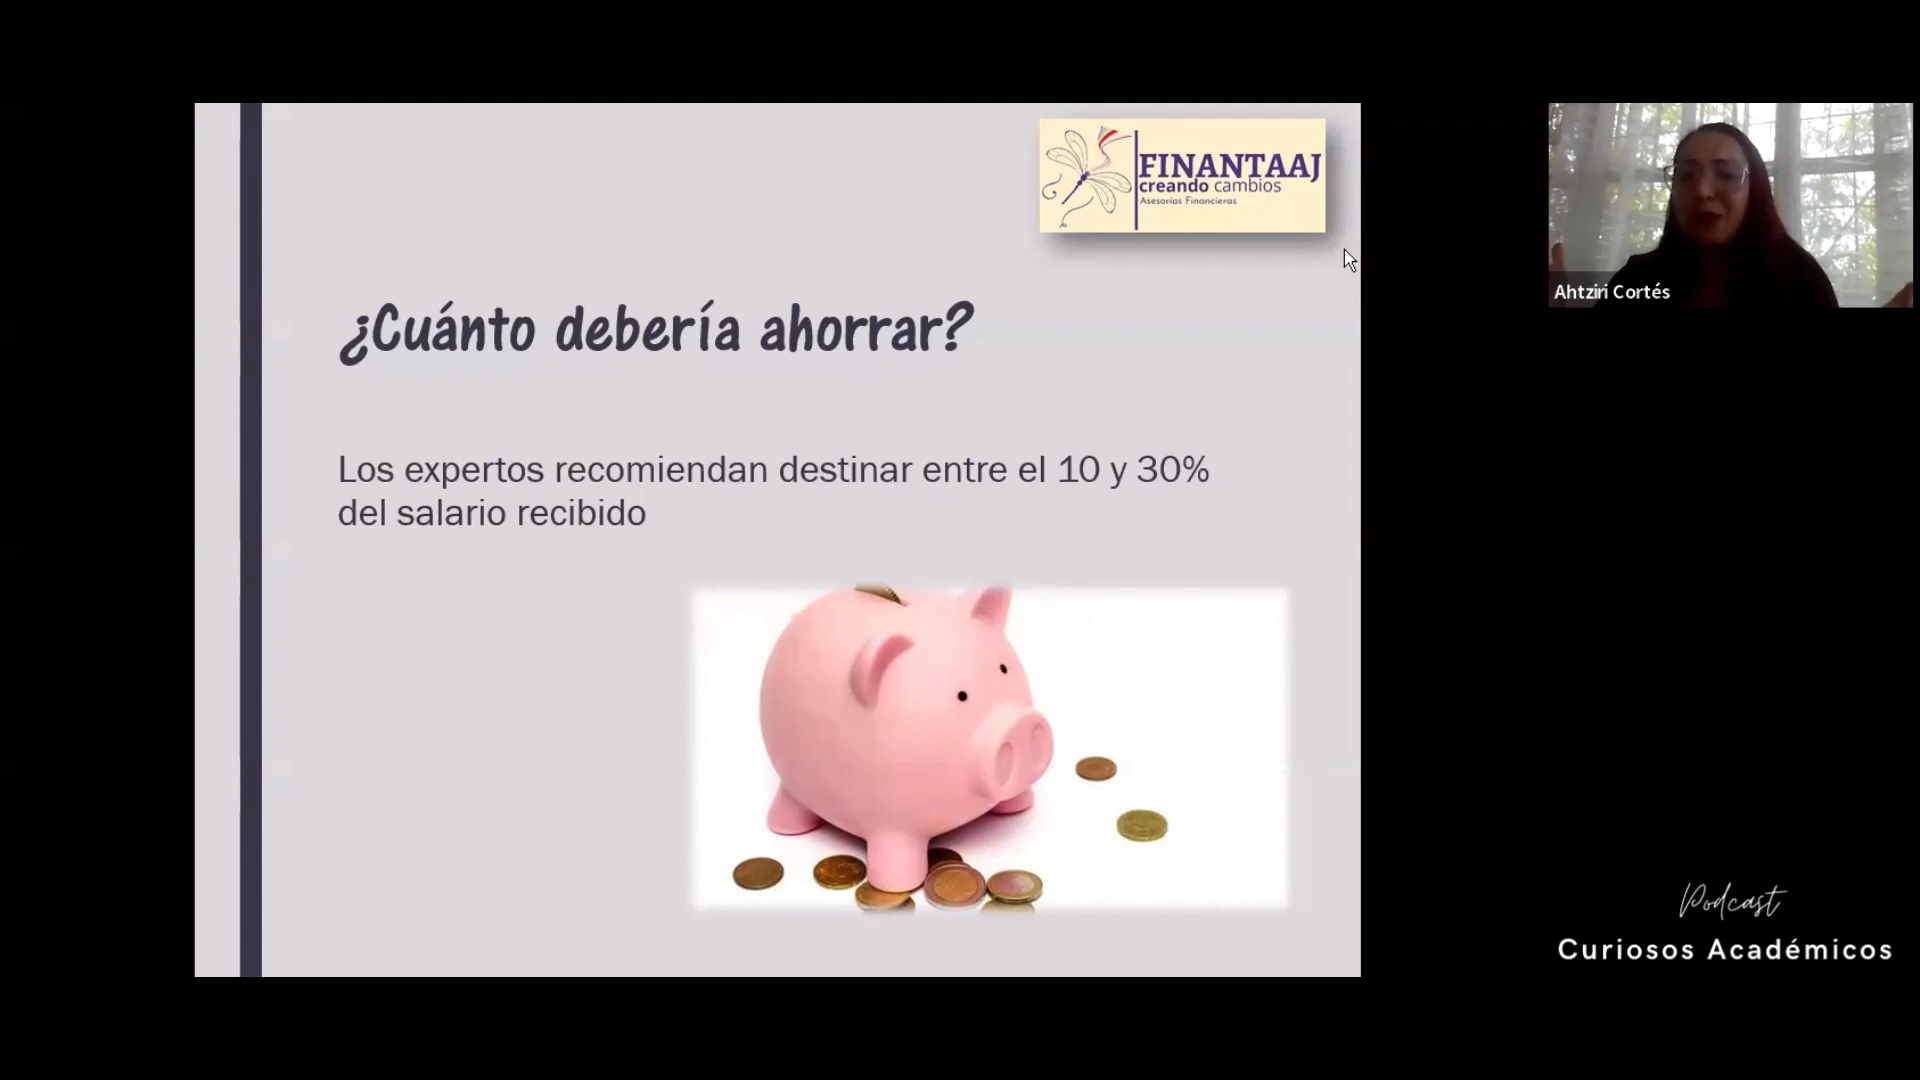 FINANTAAJ
creando cambios
Asesorías Financieras
¿Cuánto debería ahorrar?
Los expertos recomiendan destinar entre el 10 y 30%
del salario recibido
Ahtziri Cortés
Podcast
Curiosos Académicos